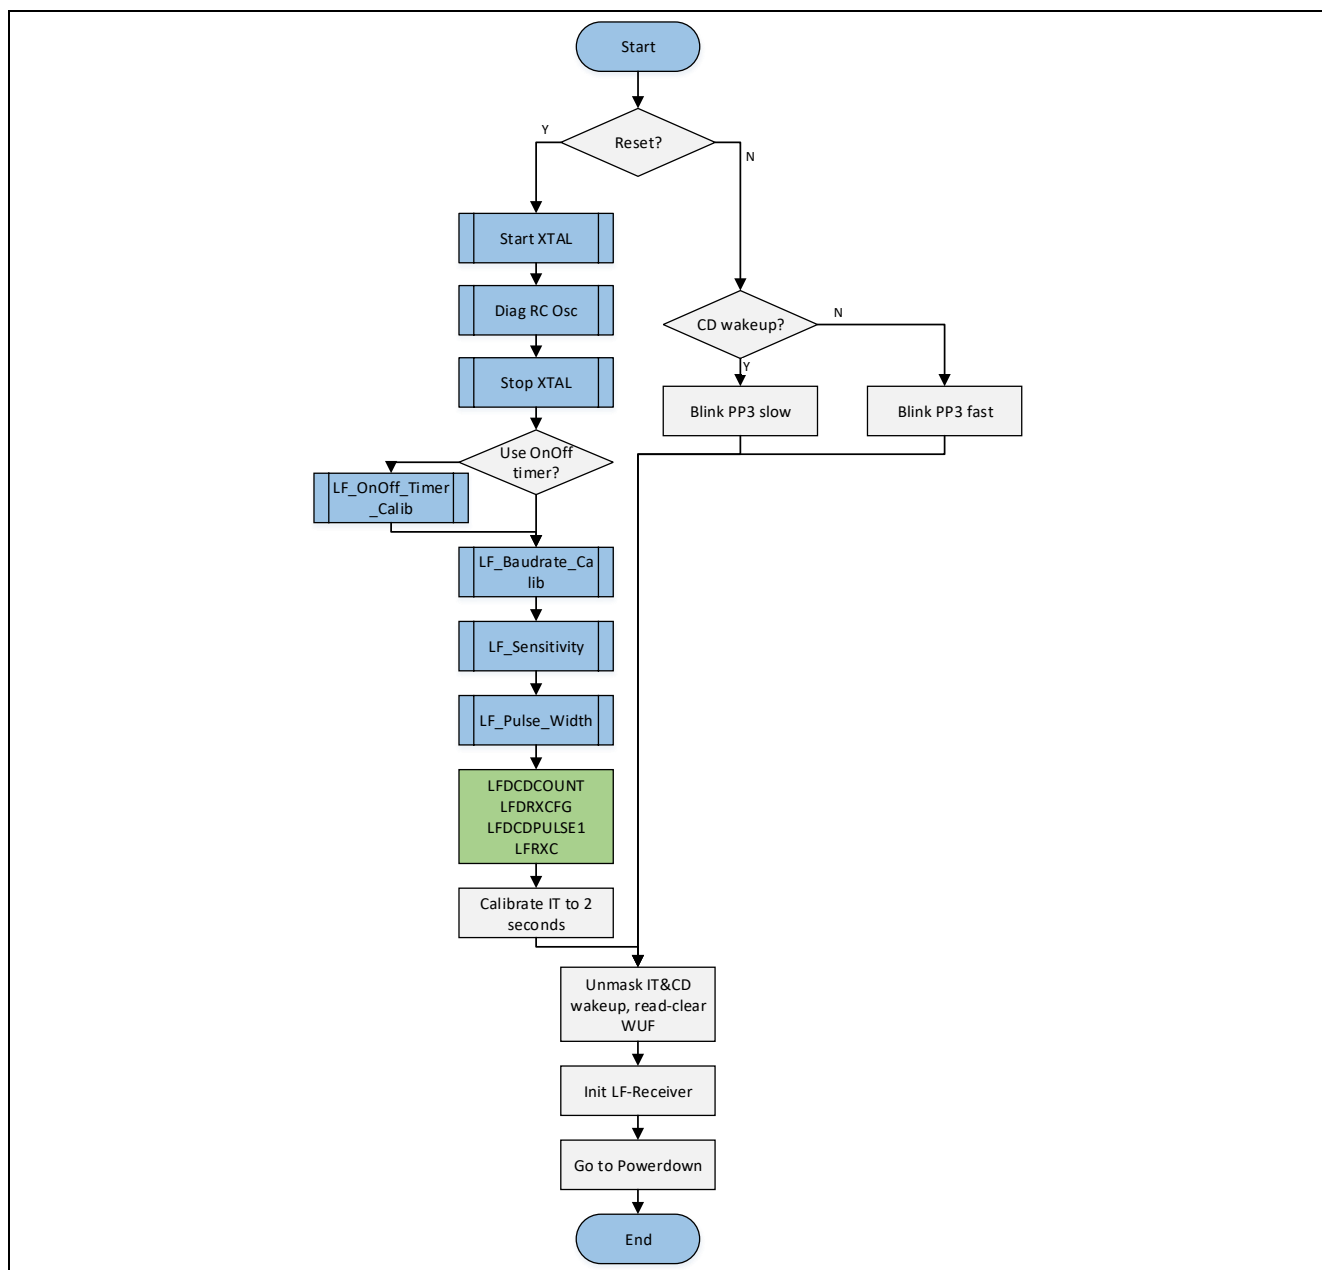 Start
Reset?
Y
N
Start XTAL
Diag RC Osc
CD wakeup?
N
Y
Stop XTAL
Blink PP3 slow
Blink PP3 fast
Use OnOff
timer?
LF_OnOff_Timer
_Calib
LF_Baudrate_Ca
lib
LF_Sensitivity
LF_Pulse_Width
LFDCDCOUNT
LFDRXCFG
LFDCDPULSE1
LFRXC
Calibrate IT to 2
seconds
Unmask IT&CD
wakeup, read-clear
WUF
Init LF-Receiver
Go to Powerdown
End